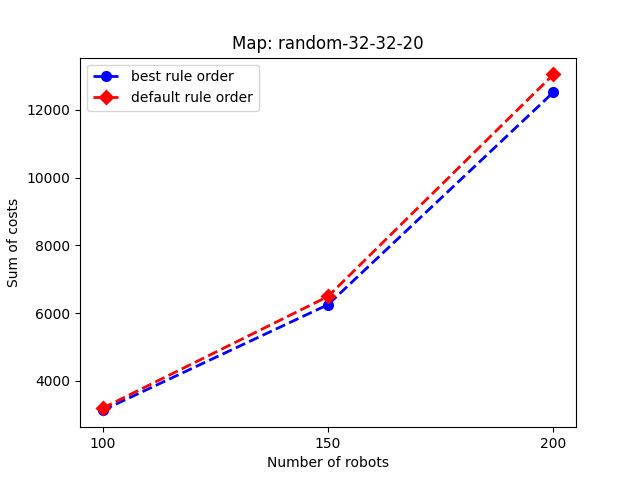 Map: random-32-32-20
best rule order
default rule order
12000
10000
8000
6000
4000
Sum of costs
100
150
200
Number of robots